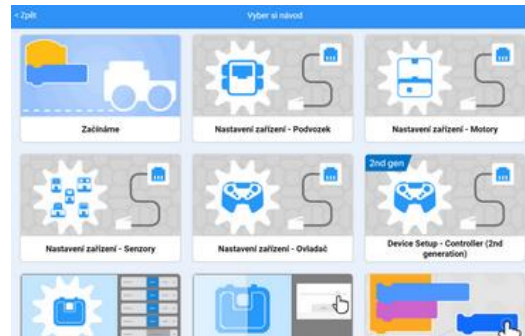 < Zpět
Vyber si návod
Začínáme
Nastavení zařízení - Podvozek
Nastavení zařízení - Motory
2nd gen
Nastavení zařízení - Senzory
Nastavení zařízení - Ovladač
Device Setup - Controller (2nd
generation)